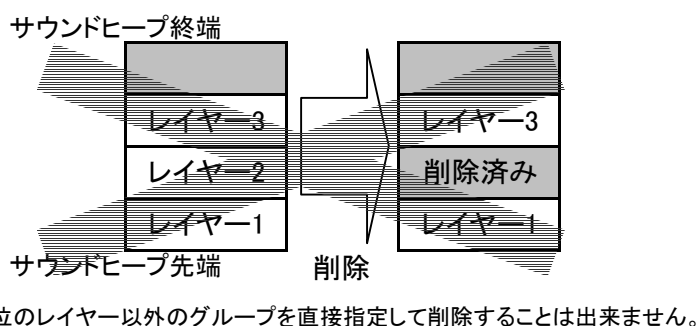 サウンドヒープ終端
レイヤー3
レイヤー2
レイヤー1
サウンドヒープ先端
削除
レイヤー3
削除済み
レイヤー1
位のレイヤー以外のグループを直接指定して削除することは出来ません。